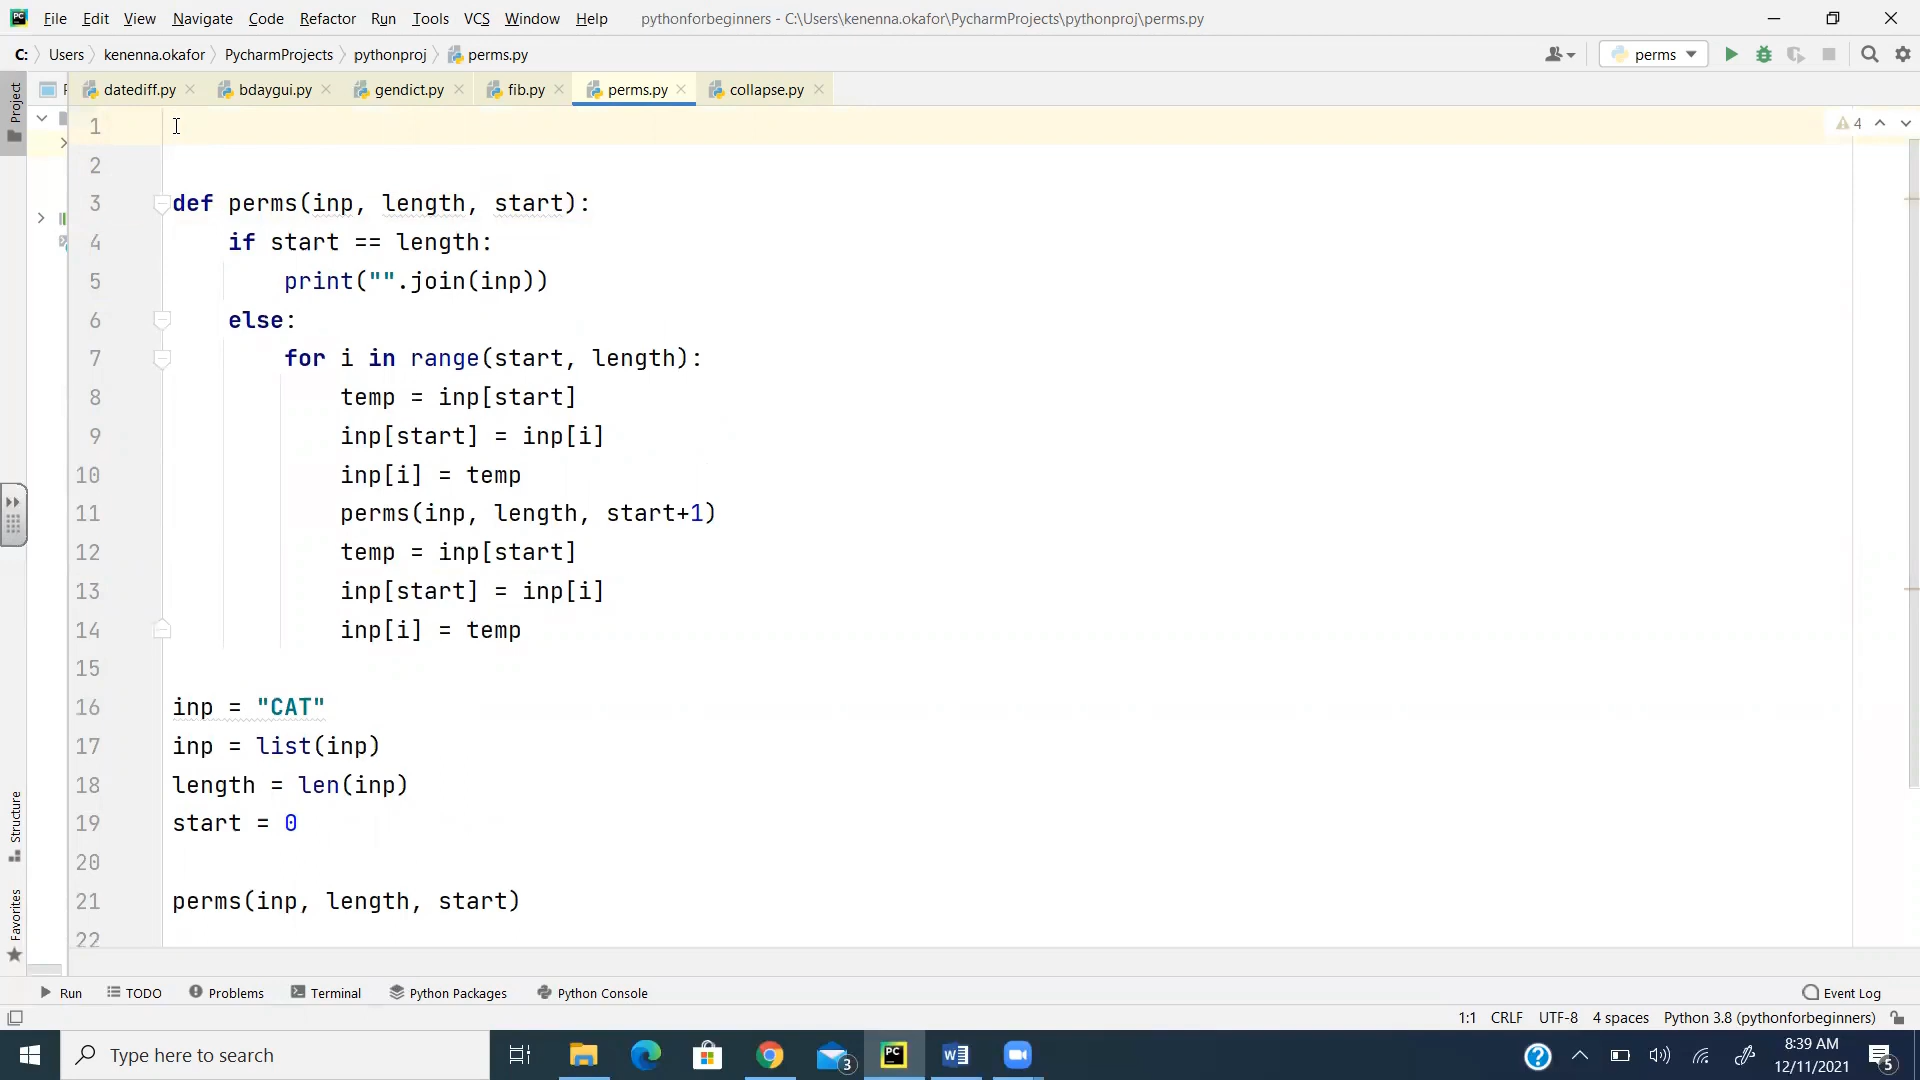 File Edit View Navigate Code Refactor Run Tools VCS Window Help pythonforbeginners - C:\Users\kenenna.okafor\PycharmProjects\pythonproj\perms.py
C: Users kenenna.okafor PycharmProjects pythonproj perms.py perms
Project
datediff.py bdaygui.py gendict.py fib.py perms.py collapse.py
1 4
2
3 def perms(inp, length, start):
4 if start == length:
5 print("".join(inp))
6 else:
7 for i in range(start, length):
8 temp = inp[start]
9 inp[start] = inp[i]
10 inp[i] = temp
11 perms(inp, length, start+1)
12 temp = inp[start]
13 inp[start] = inp[i]
14 inp[i] = temp
15
16 inp = "CAT"
17 inp = list(inp)
18 length = len(inp)
19 start = 0
20
21 perms(inp, length, start)
22
Structure
Favorites
Run TODO Problems Terminal Python Packages Python Console Event Log
1:1 CRLF UTF-8 4 spaces Python 3.8 (pythonforbeginners)
Type here to search 3 8:39 AM
12/11/2021 5